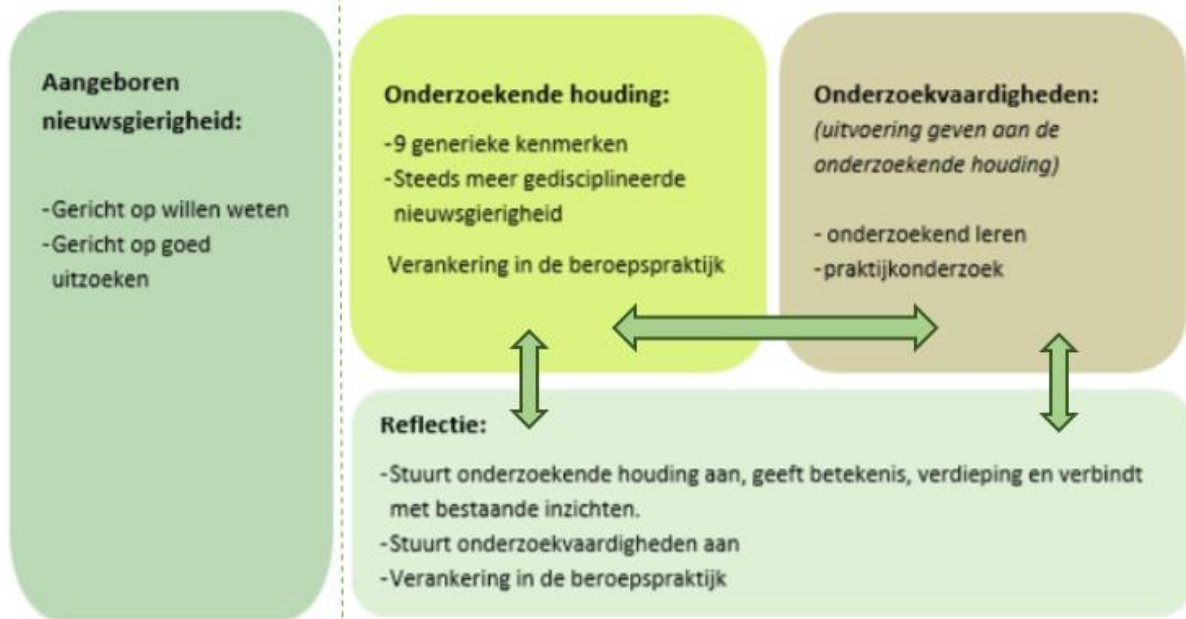 Aangeboren
nieuwsgierigheid:
-Gericht op willen weten
-Gericht op goed
uitzoeken
Onderzoekende houding:
-9 generieke kenmerken
-Steeds meer gedisciplineerde
nieuwsgierigheid
Verankering in de beroepspraktijk
Onderzoekvaardigheden:
(uitvoering geven aan de
onderzoekende houding)
- onderzoekend leren
-praktijkonderzoek
Reflectie:
-Stuurt onderzoekende houding aan, geeft betekenis, verdieping en verbindt
met bestaande inzichten.
-Stuurt onderzoekvaardigheden aan
-Verankering in de beroepspraktijk